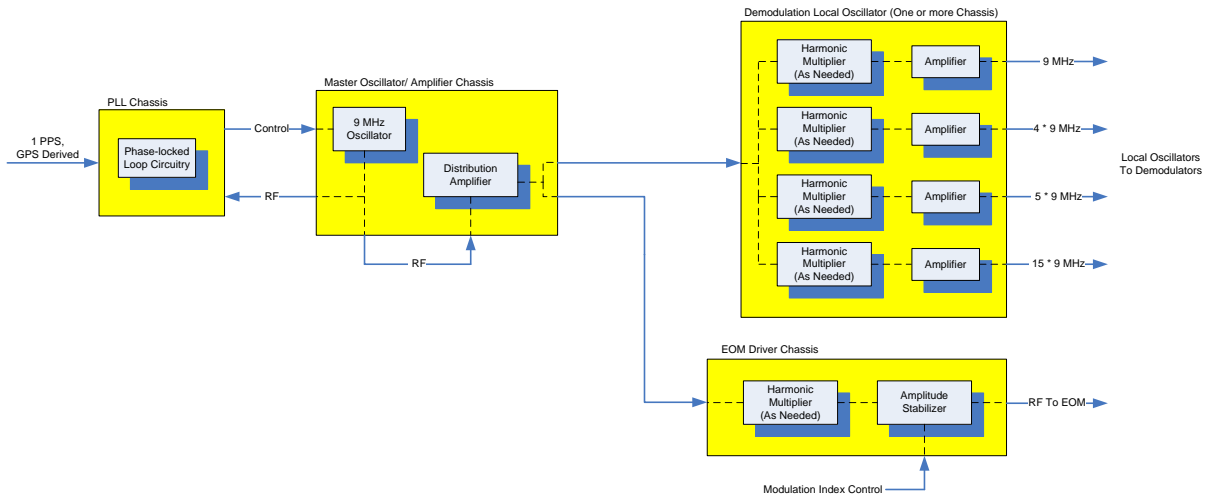 Demodulation Local Oscillator (One or more Chassis)
Harmonic
Multiplier
(As Needed)
Amplifier
9 MHz
Harmonic
Multiplier
(As Needed)
Amplifier
4 * 9 MHz
Harmonic
Multiplier
(As Needed)
Amplifier
5 * 9 MHz
Harmonic
Multiplier
(As Needed)
Amplifier
15 * 9 MHz
Local Oscillators
To Demodulators
Master Oscillator/ Amplifier Chassis
9 MHz
Oscillator
Distribution
Amplifier
RF
PLL Chassis
Phase-locked
Loop Circuitry
1 PPS,
GPS Derived
Control
RF
EOM Driver Chassis
Harmonic
Multiplier
(As Needed)
Amplitude
Stabilizer
RF To EOM
Modulation Index Control